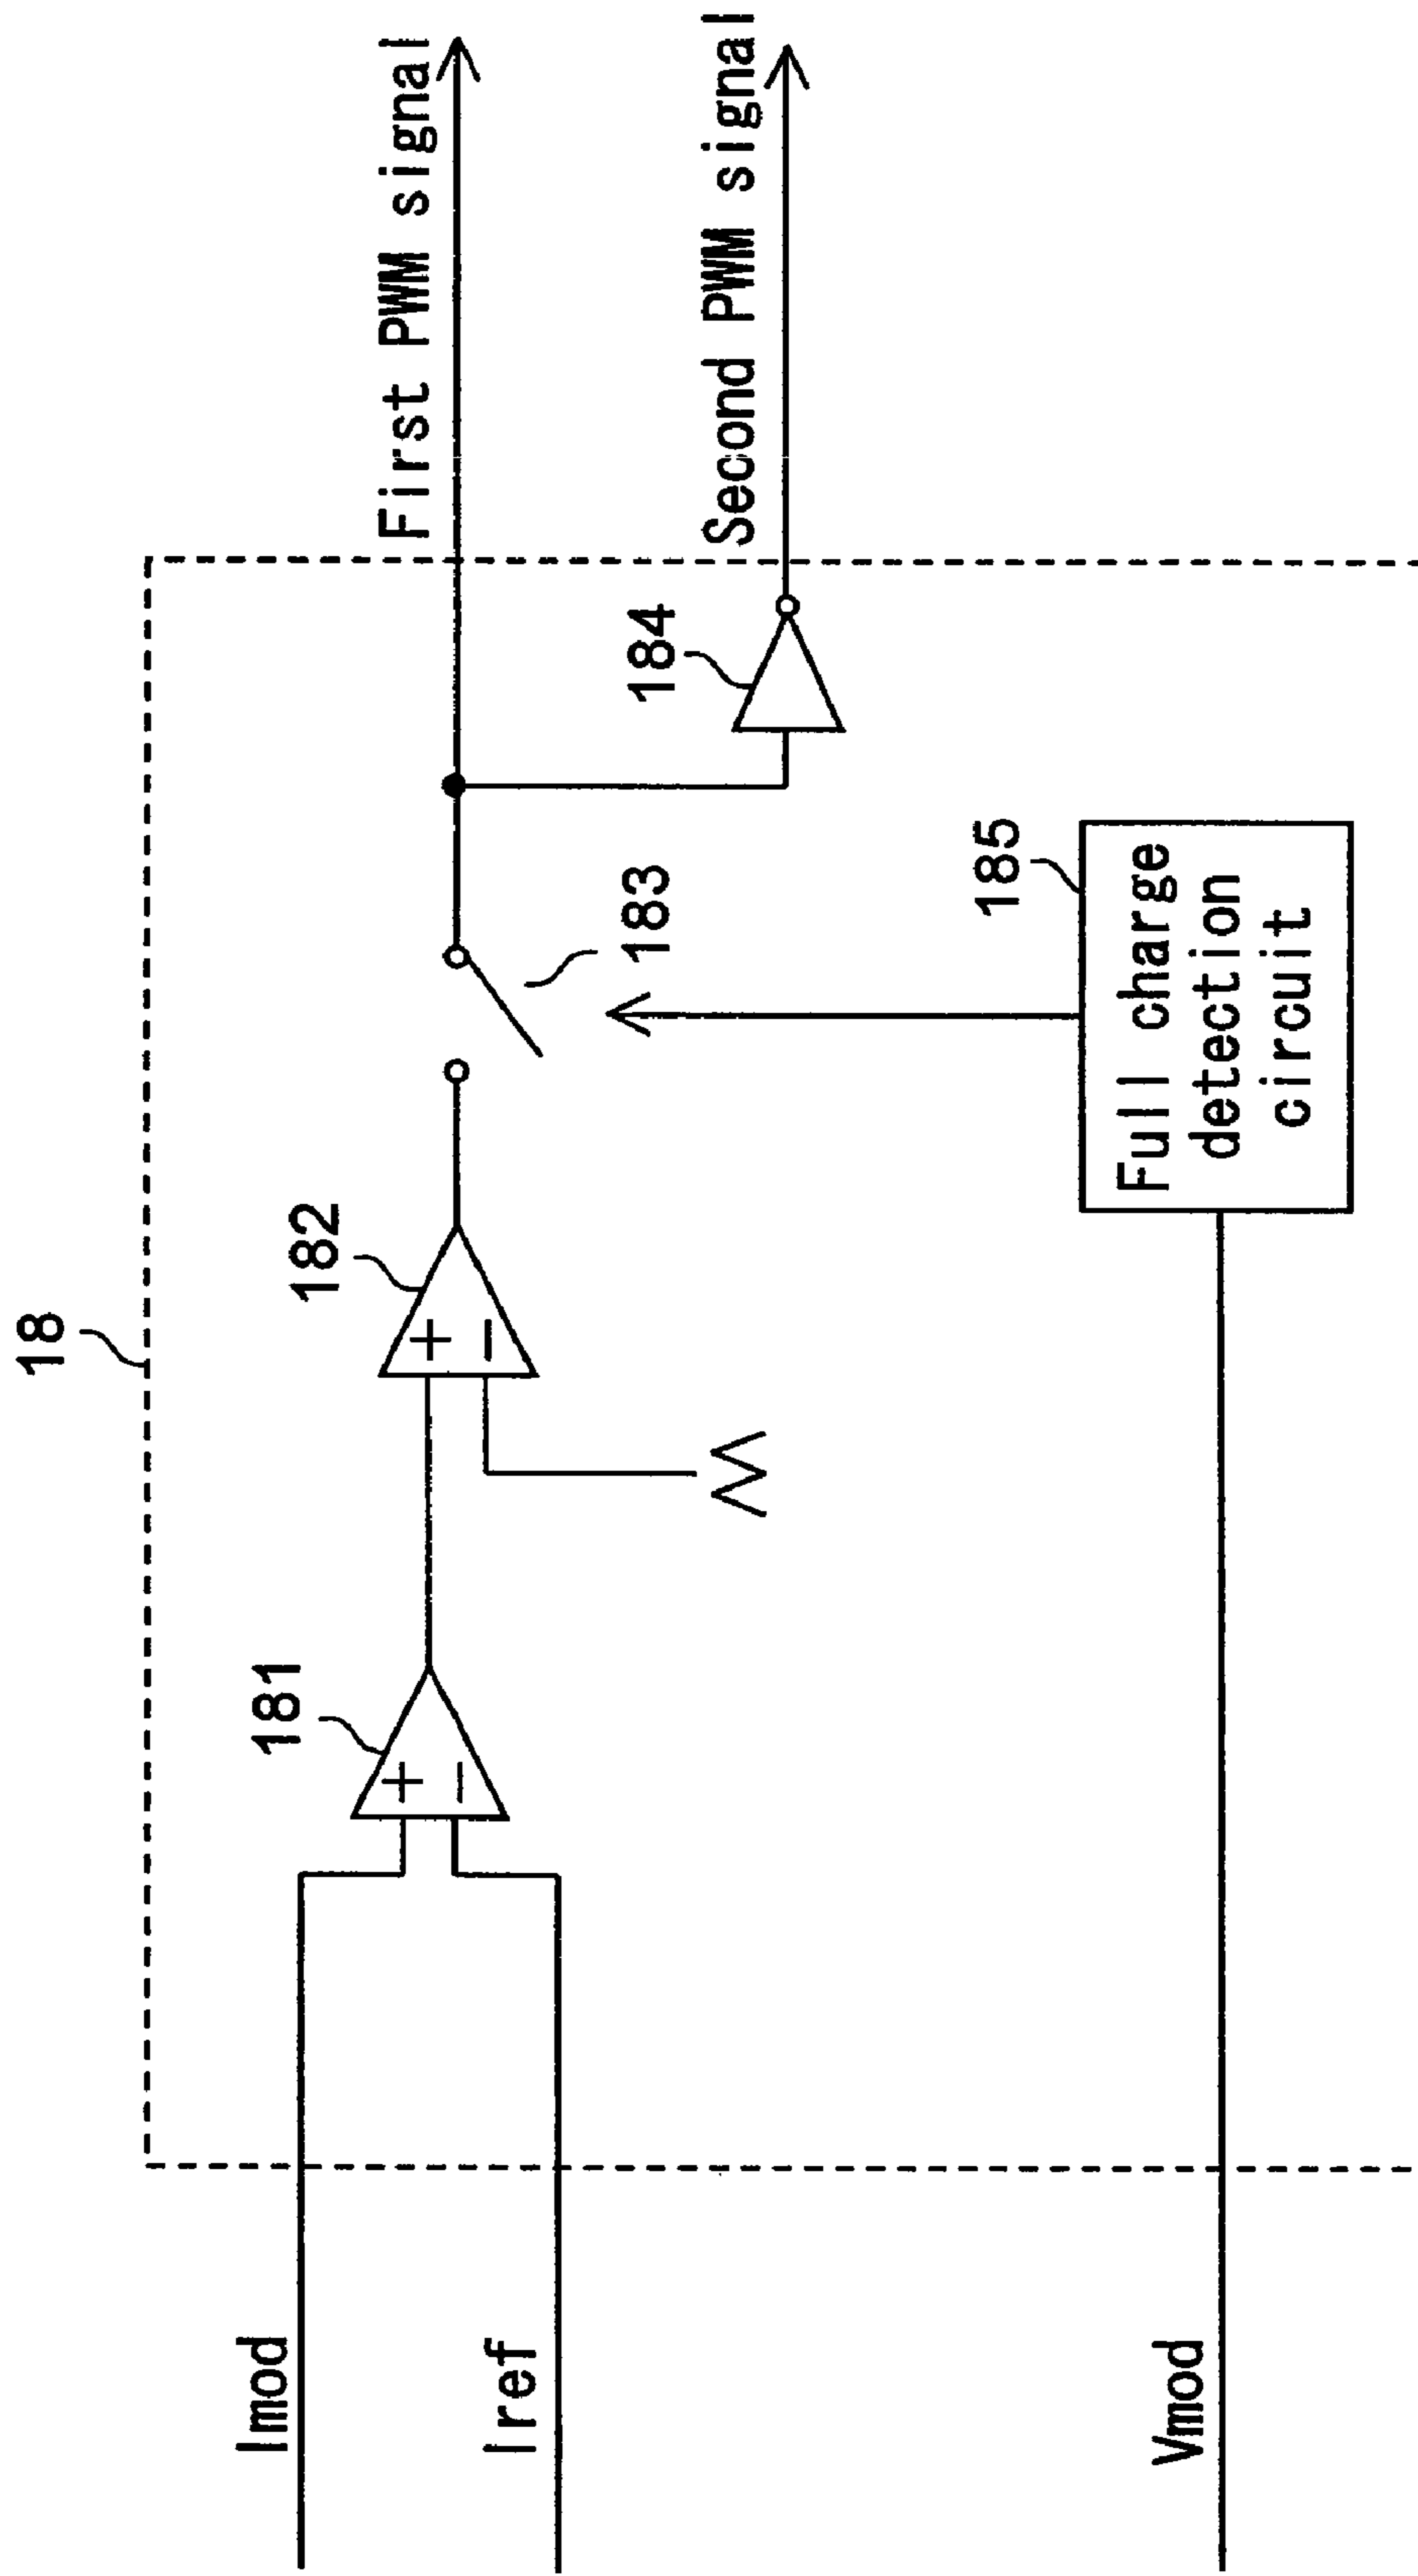 18
Imod
Iref
Vmod
181
+
−
182
+
−
183
184
185
Full charge
detection
circuit
First PWM signal
Second PWM signal